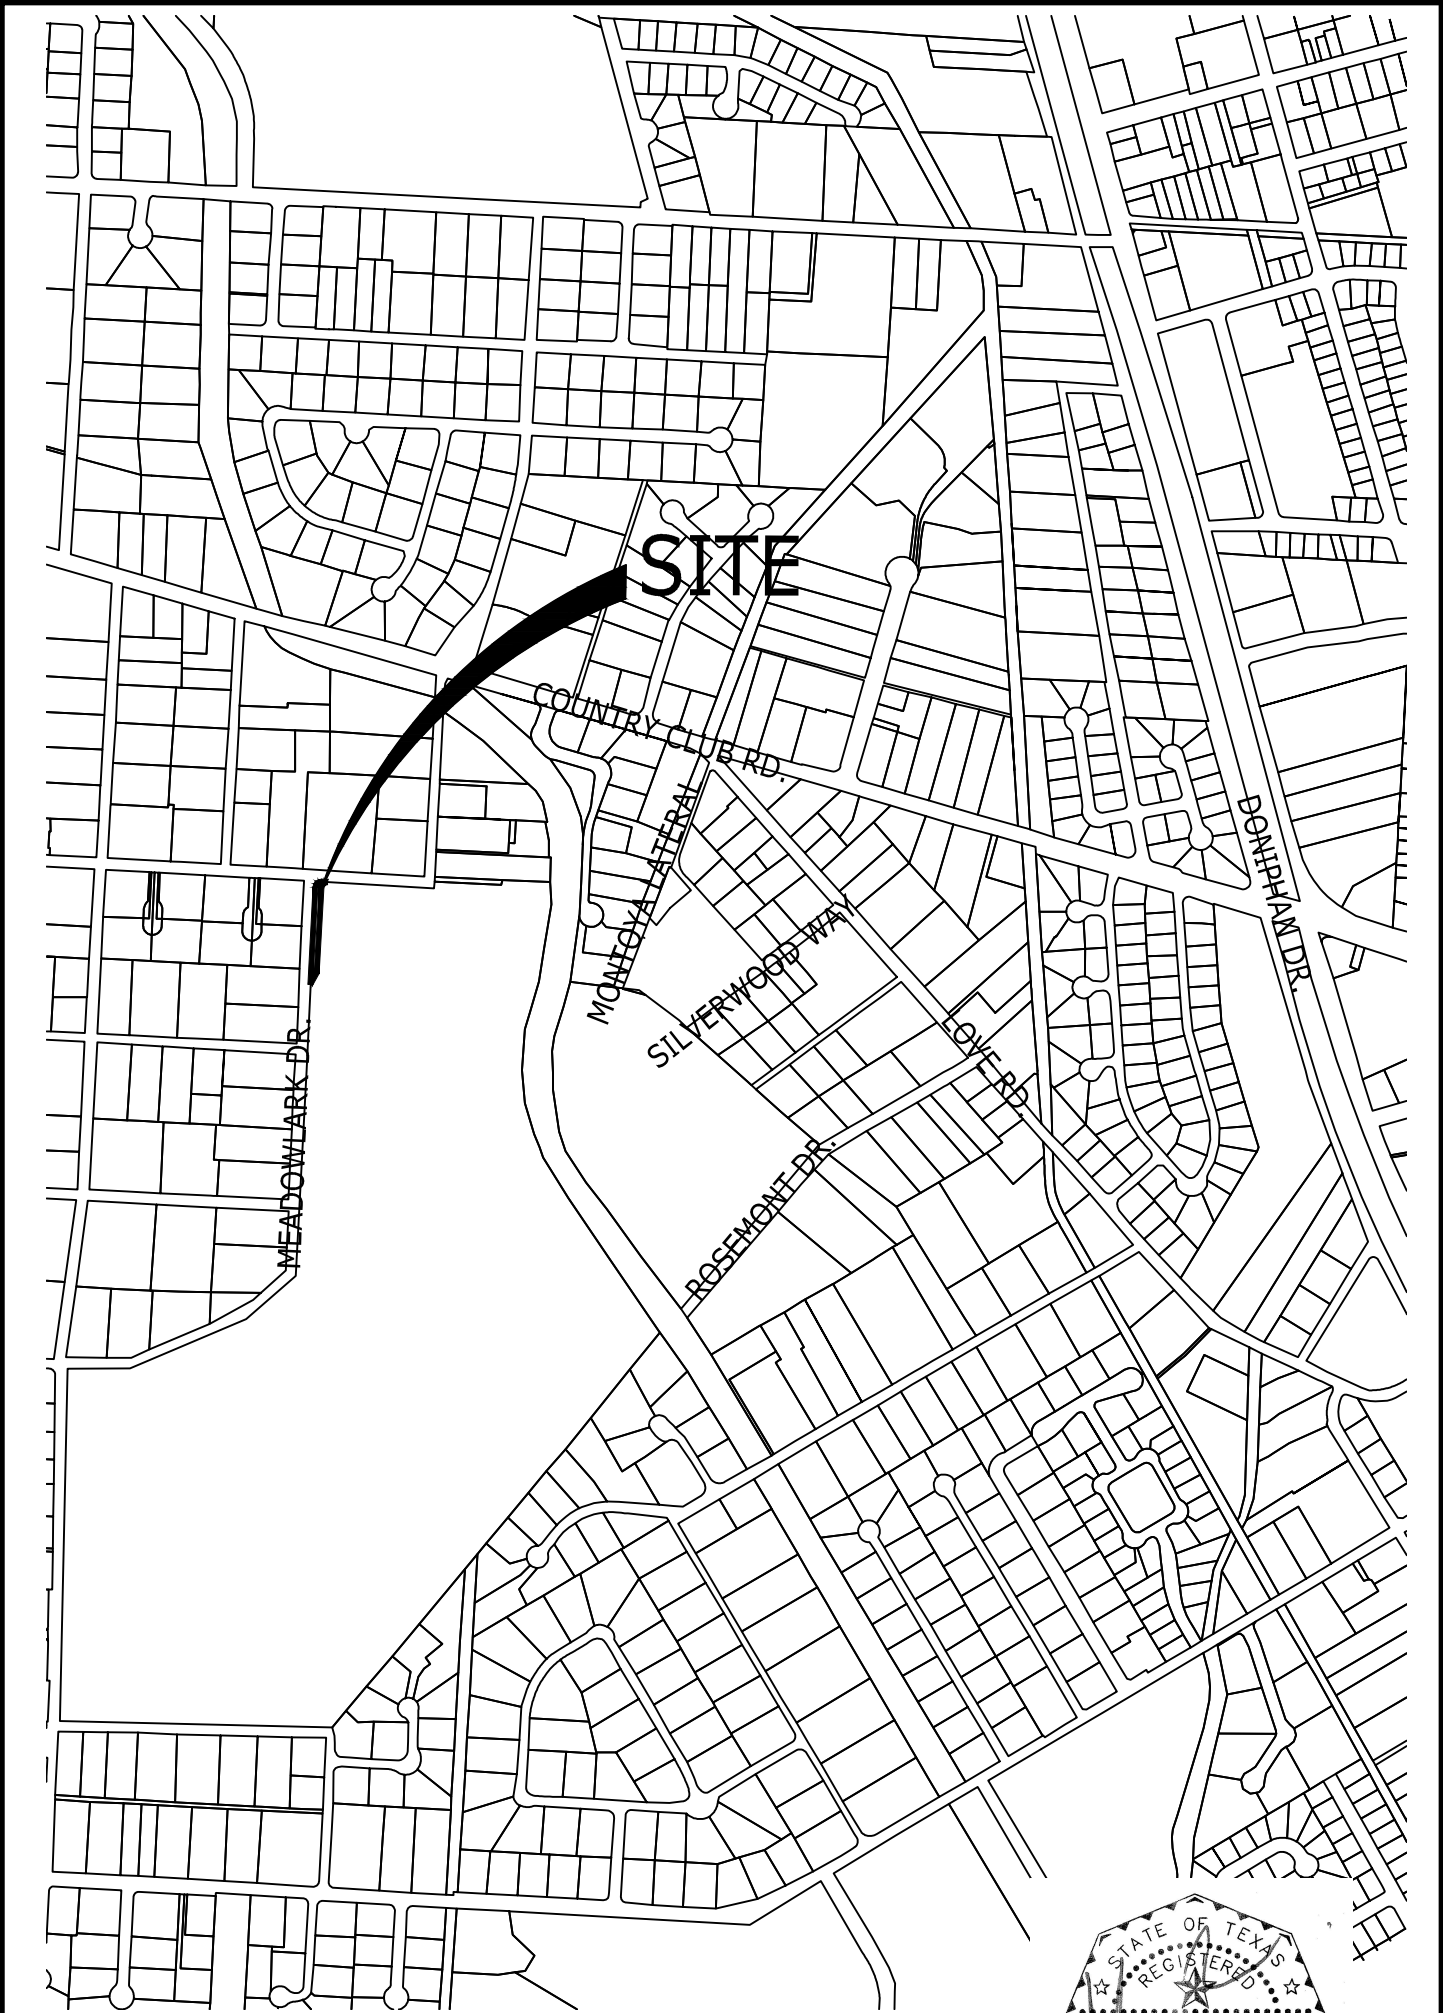 SITE
COUNTRY CLUB RD.
MONTOYA LATERAL
DONIPHAN DR.
SILVERWOOD WAY
LOVE RD.
MEADOWLARK DR.
ROSEMONT DR.
STATE OF TEXAS
REGISTERED